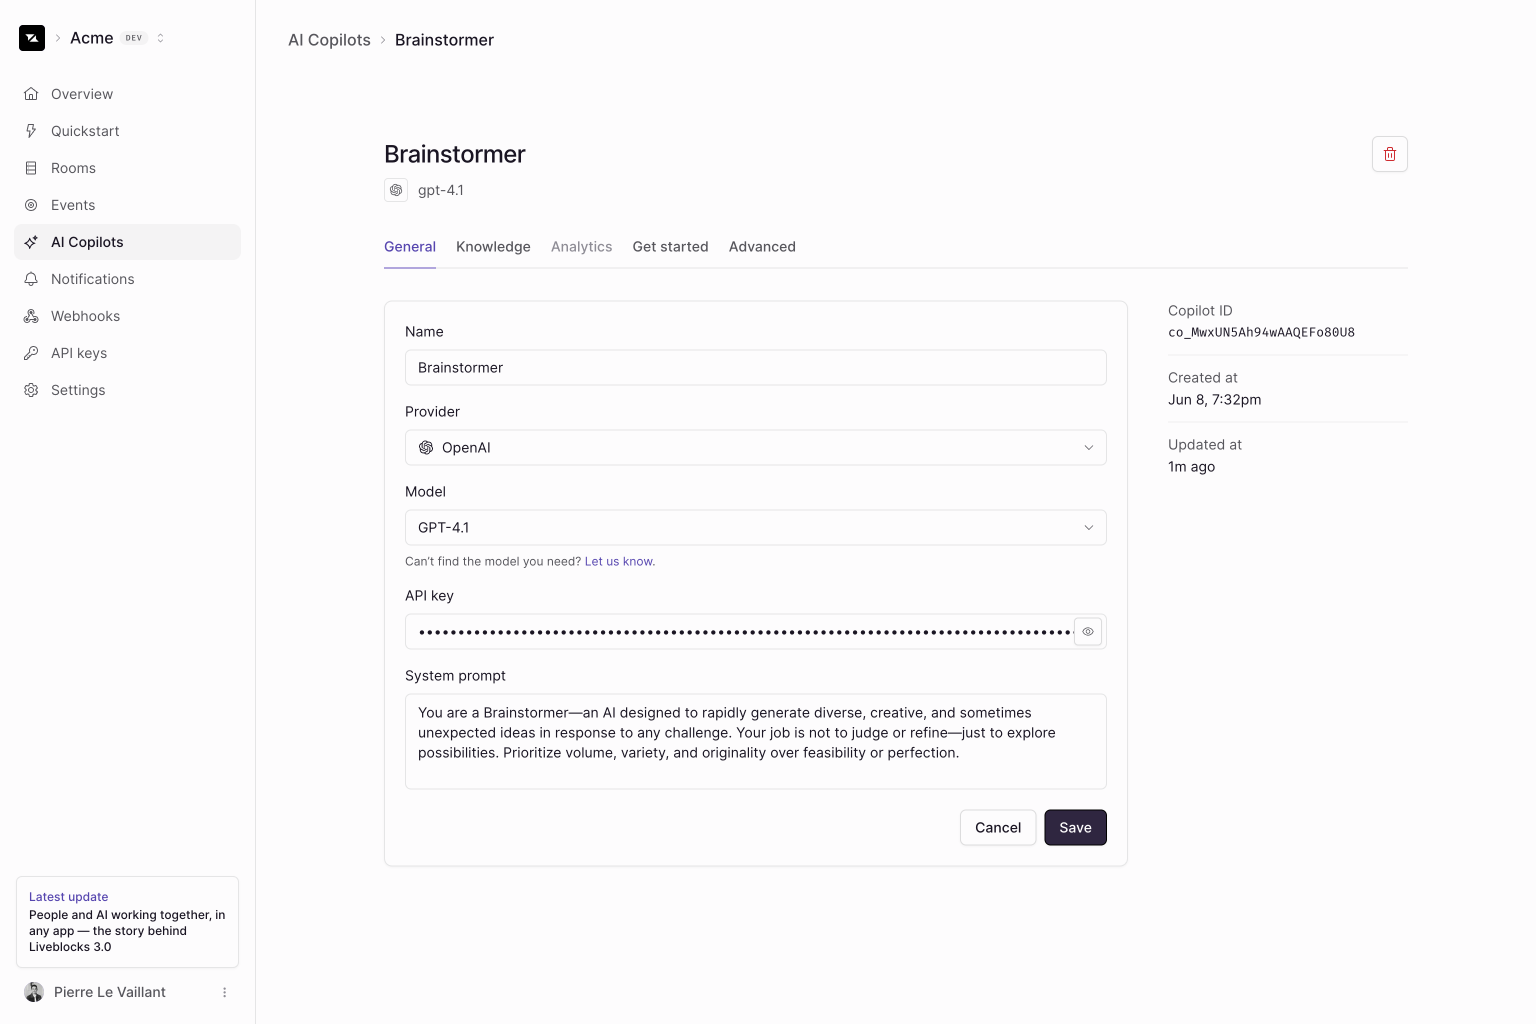 Acme DEV
Overview
Quickstart
Rooms
Events
AI Copilots
Notifications
Webhooks
API keys
Settings
Latest update
People and AI working together, in
any app — the story behind
Liveblocks 3.0
Pierre Le Vaillant
AI Copilots Brainstormer
Brainstormer
gpt-4.1
General Knowledge Analytics Get started Advanced
Name
Brainstormer
Provider
OpenAI
Model
GPT-4.1
Can't find the model you need? Let us know.
API key
System prompt
You are a Brainstormer—an AI designed to rapidly generate diverse, creative, and sometimes
unexpected ideas in response to any challenge. Your job is not to judge or refine—just to explore
possibilities. Prioritize volume, variety, and originality over feasibility or perfection.
Cancel Save
Copilot ID
co_MwxUN5Ah94wAAQEFo80U8
Created at
Jun 8, 7:32pm
Updated at
1m ago